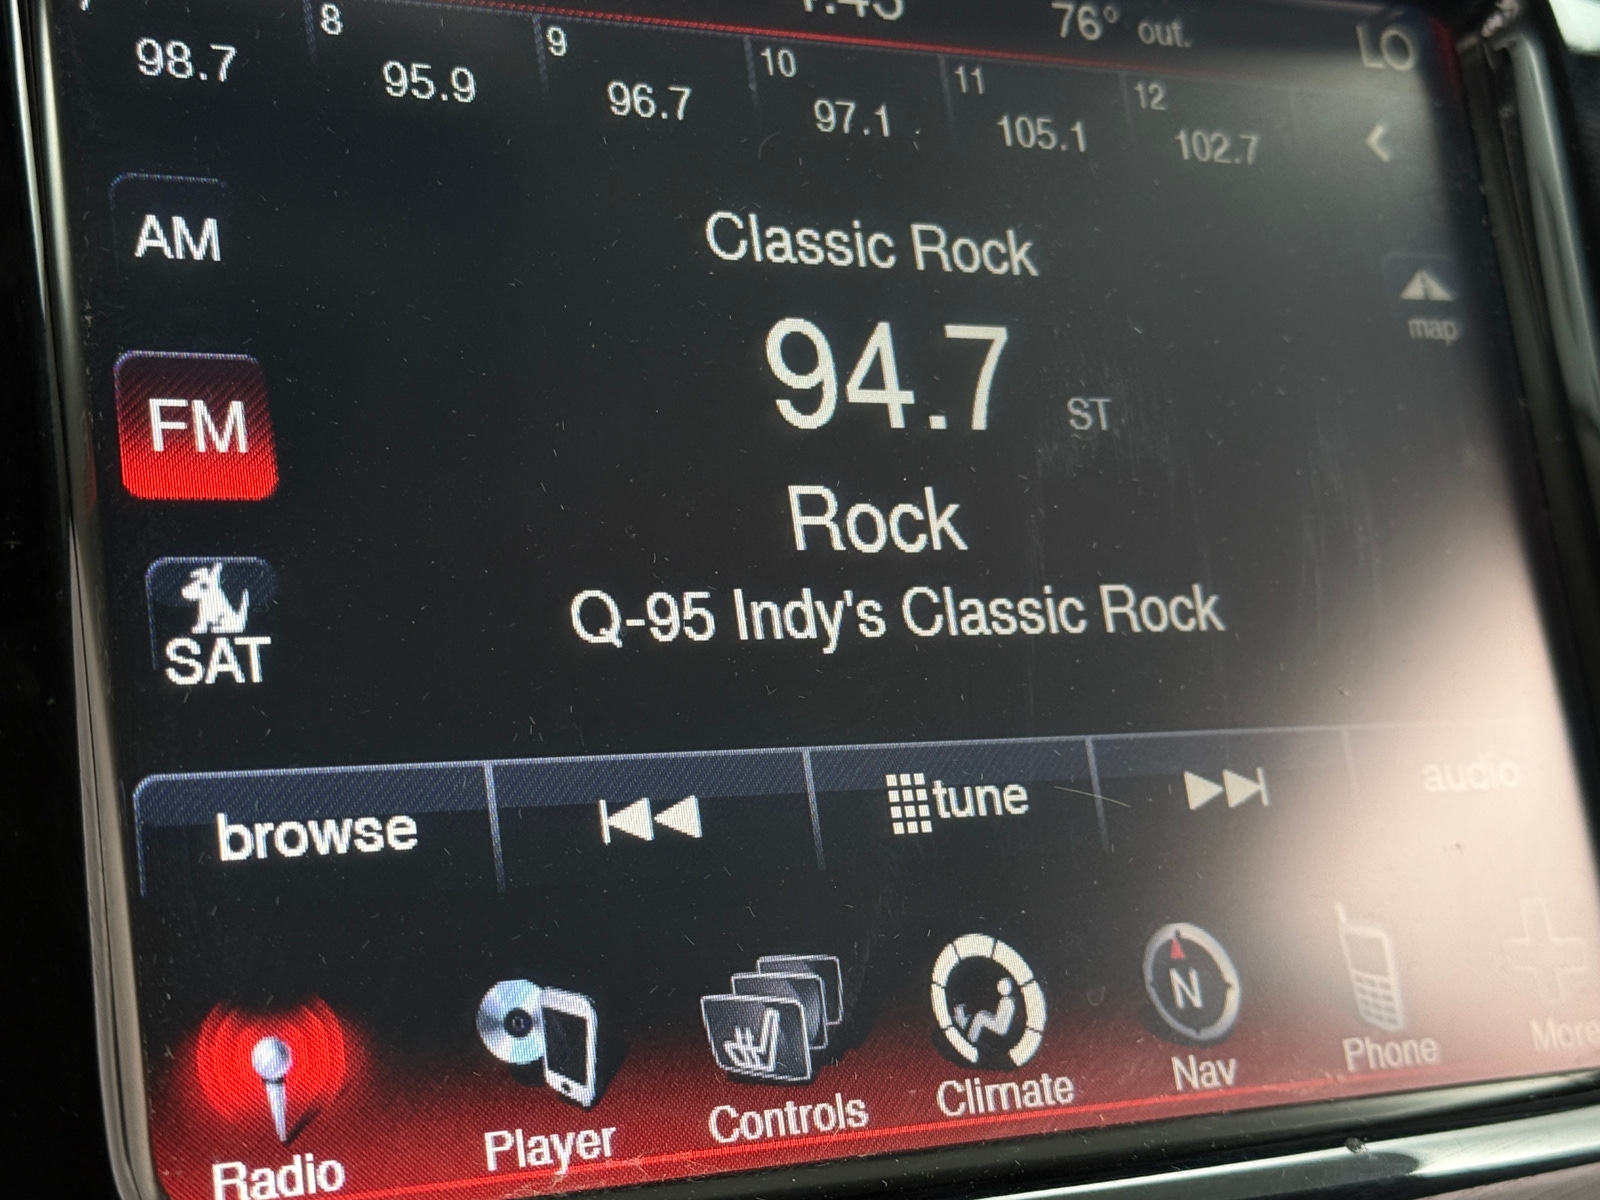 76° out.
LO
8
9
10
11
12
98.7
95.9
96.7
97.1
105.1
102.7
AM
Classic Rock
map
FM
94.7 ST
Rock
SAT
Q-95 Indy's Classic Rock
browse
tune
audio
N
Radio
Player
Controls
Climate
Nav
Phone
More